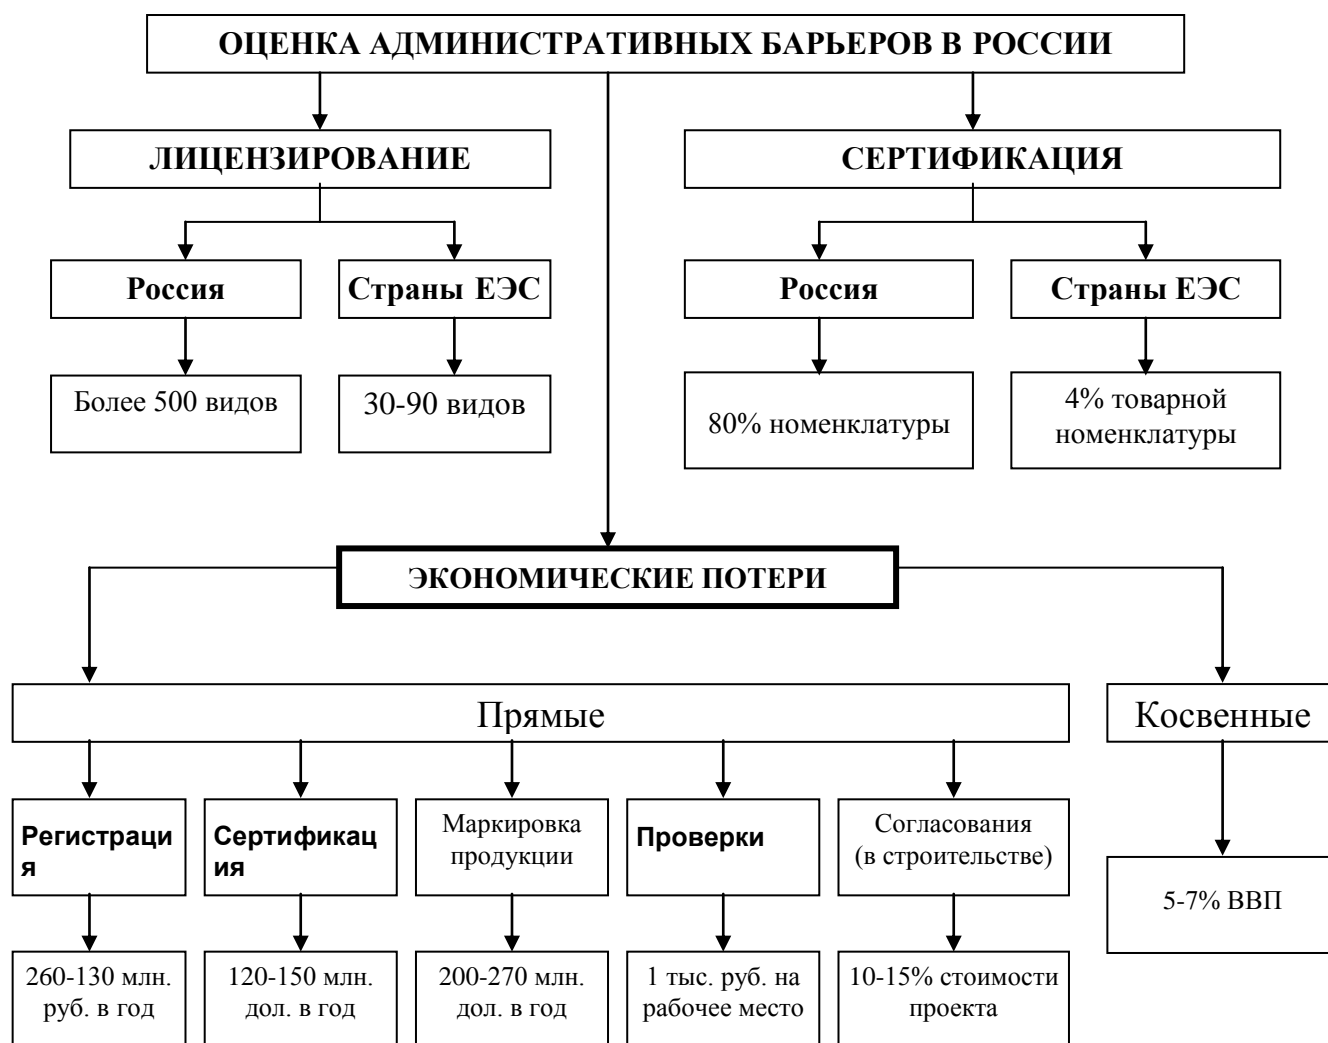 ОЦЕНКА АДМИНИСТРАТИВНЫХ БАРЬЕРОВ В РОССИИ
ЛИЦЕНЗИРОВАНИЕ
СЕРТИФИКАЦИЯ
Россия
Страны ЕЭС
Россия
Страны ЕЭС
Более 500 видов
30-90 видов
80% номенклатуры
4% товарной
номенклатуры
ЭКОНОМИЧЕСКИЕ ПОТЕРИ
Прямые
Косвенные
Регистраци
я
Сертификац
ия
Маркировка
продукции
Проверки
Согласования
(в строительстве)
5-7% ВВП
260-130 млн.
руб. в год
120-150 млн.
дол. в год
200-270 млн.
дол. в год
1 тыс. руб. на
рабочее место
10-15% стоимости
проекта